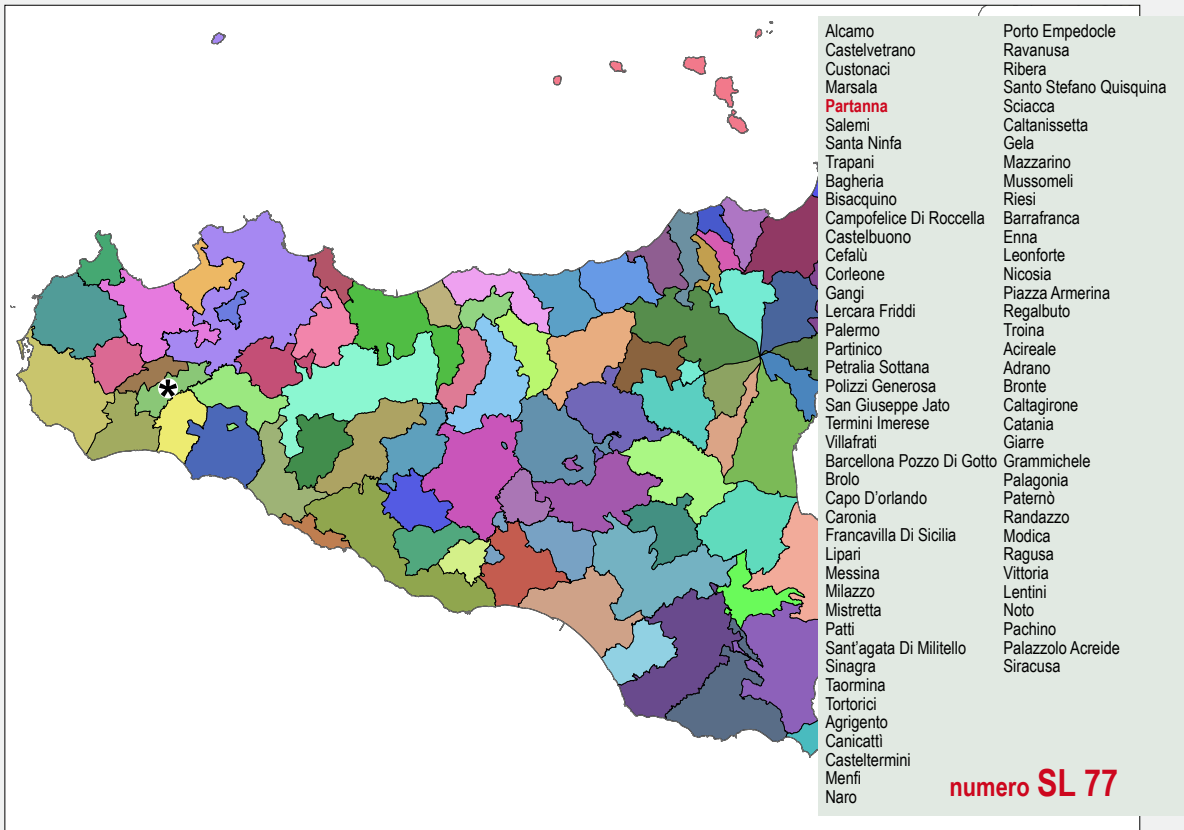 Alcamo
Castelvetrano
Custonaci
Marsala
Partanna
Salemi
Santa Ninfa
Trapani
Bagheria
Bisacquino
Campofelice Di Roccella
Castelbuono
Cefalù
Corleone
Gangi
Lercara Friddi
Palermo
Partinico
Petralia Sottana
Polizzi Generosa
San Giuseppe Jato
Termini Imerese
Villafrati
Barcellona Pozzo Di Gotto
Brolo
Capo D'orlando
Caronia
Francavilla Di Sicilia
Lipari
Messina
Milazzo
Mistretta
Patti
Sant'agata Di Militello
Sinagra
Taormina
Tortorici
Agrigento
Canicattì
Casteltermini
Menfi
Naro
Porto Empedocle
Ravanusa
Ribera
Santo Stefano Quisquina
Sciacca
Caltanissetta
Gela
Mazzarino
Mussomeli
Riesi
Barrafranca
Enna
Leonforte
Nicosia
Piazza Armerina
Regalbuto
Troina
Acireale
Adrano
Bronte
Caltagirone
Catania
Giarre
Grammichele
Palagonia
Paternò
Randazzo
Modica
Ragusa
Vittoria
Lentini
Noto
Pachino
Palazzolo Acreide
Siracusa
numero SL 77
*